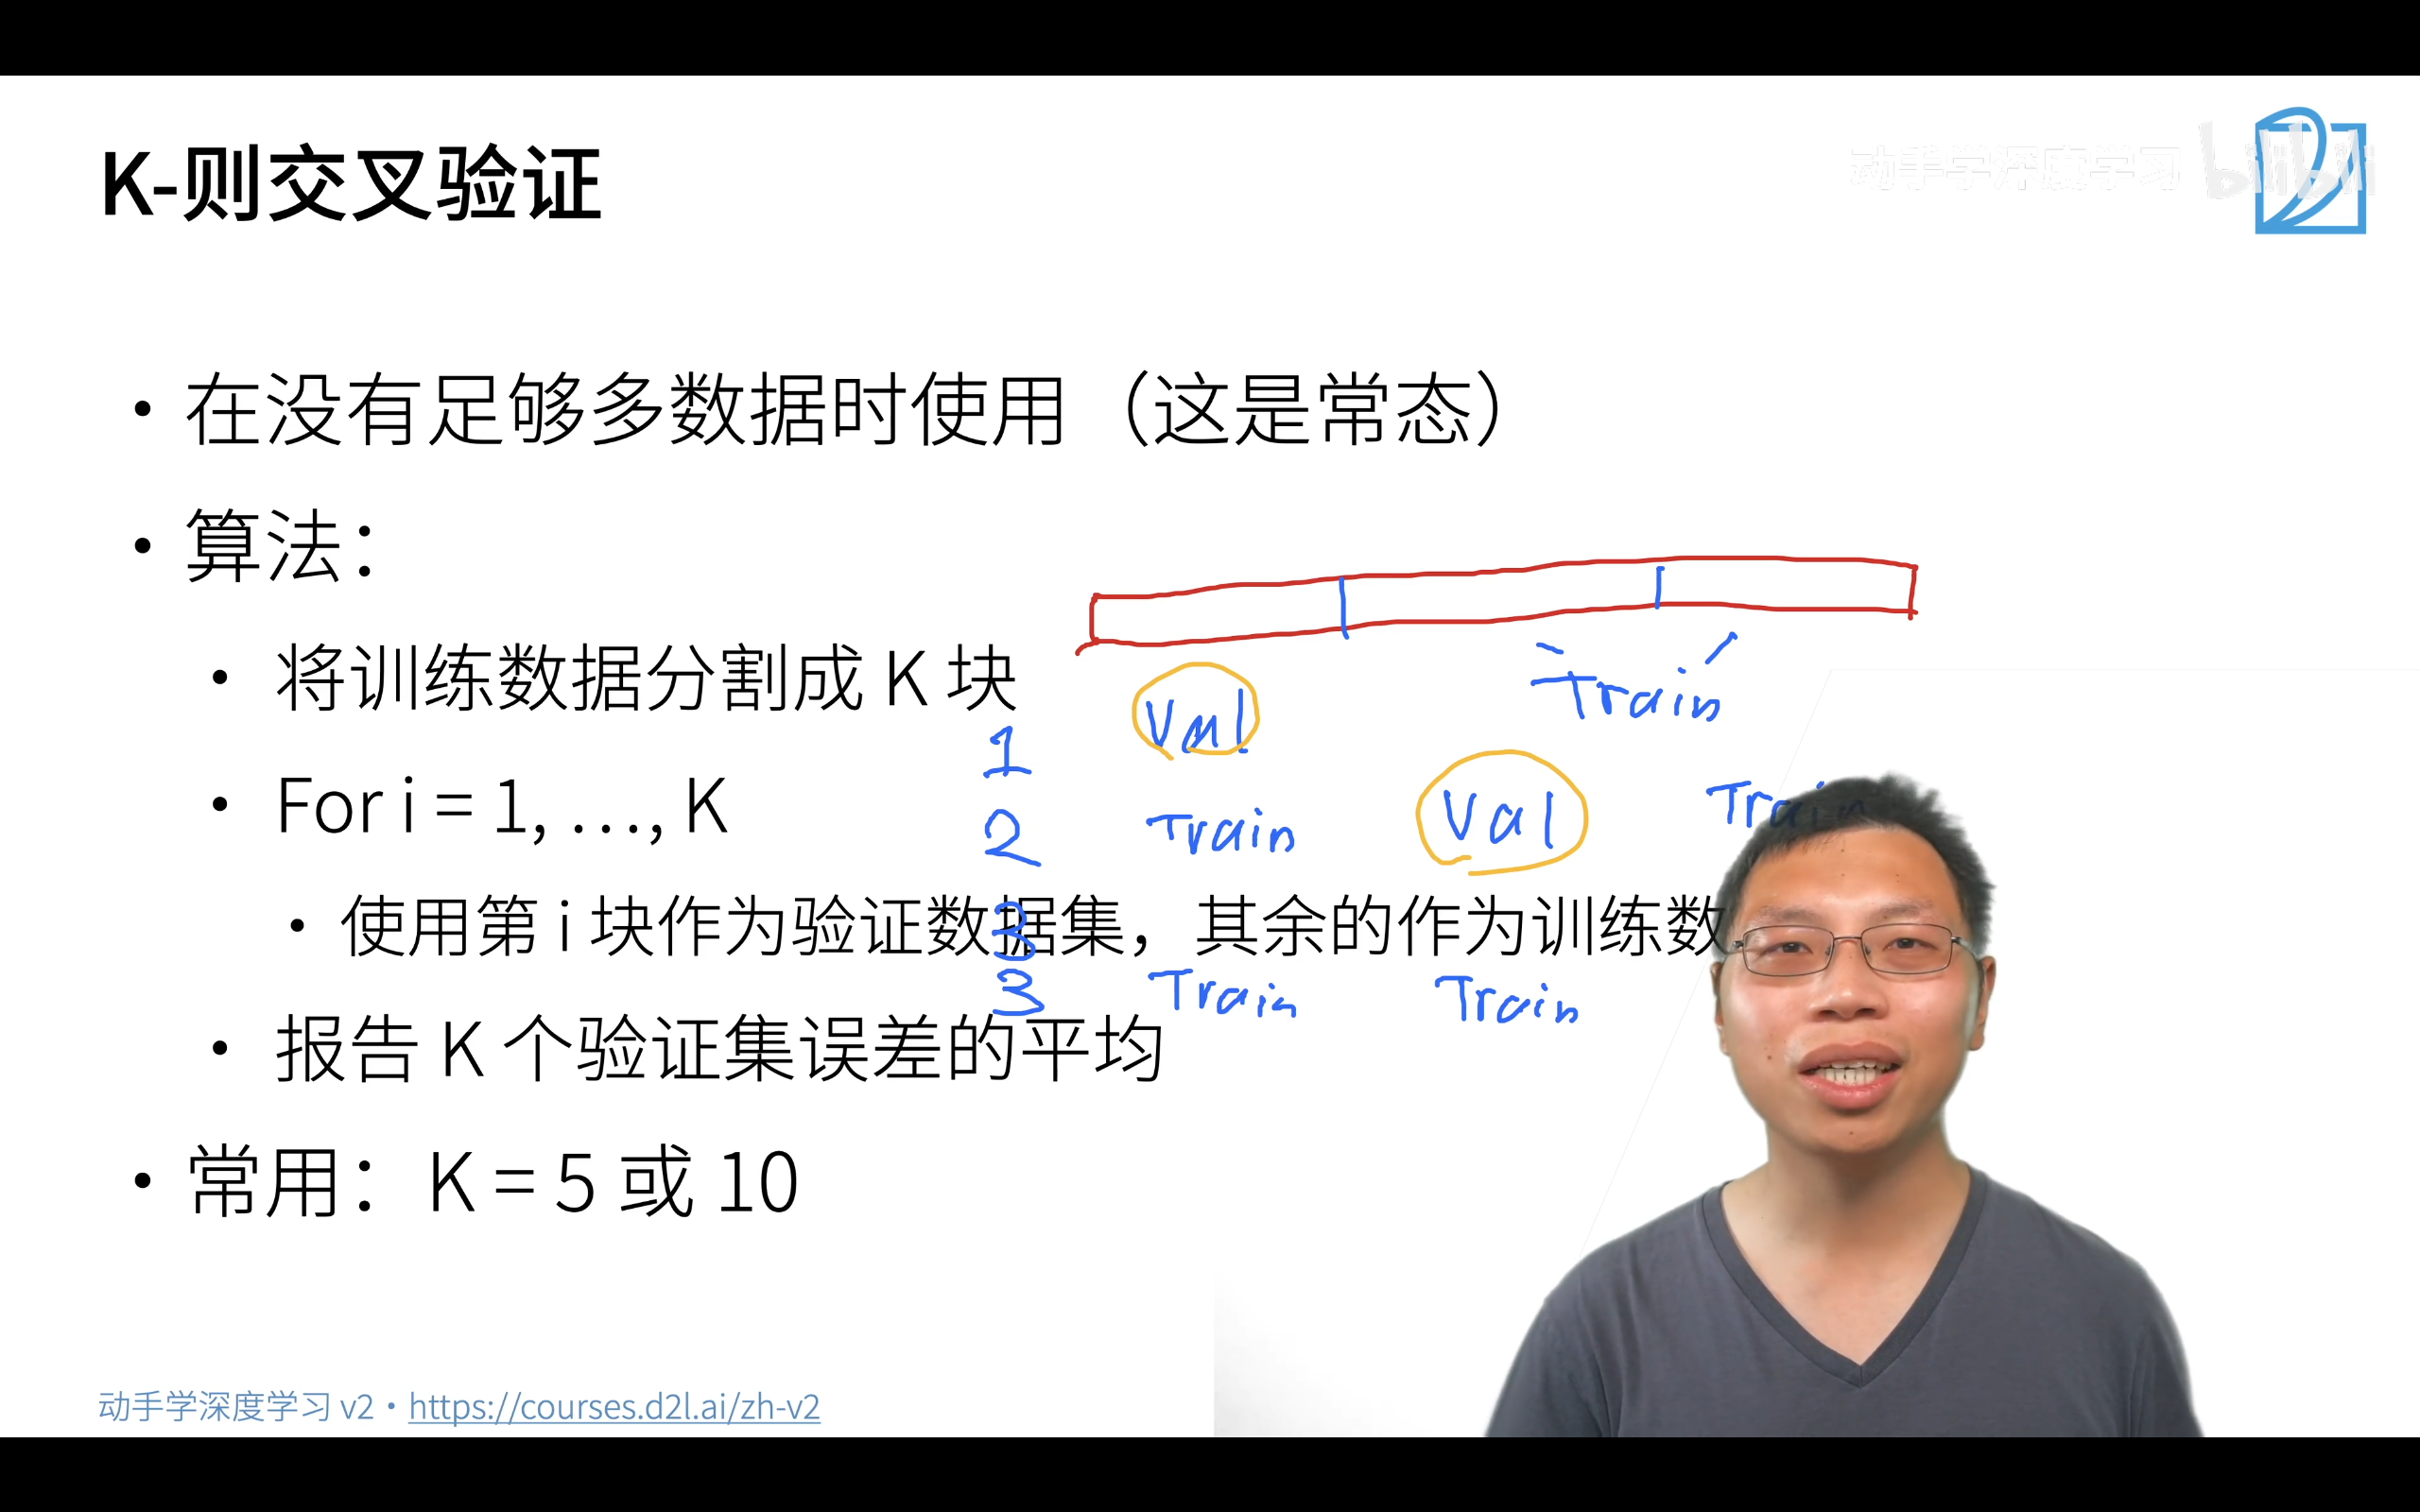 K-则交叉验证
动手学深度学习 bilibili
• 在没有足够多数据时使用（这是常态）
• 算法：
• 将训练数据分割成 K 块
Val Train
1
• For i = 1, …, K
2 Train Val Train
• 使用第 i 块作为验证数据集，其余的作为训练数
3
3 Train Train
• 报告 K 个验证集误差的平均
• 常用：K = 5 或 10
动手学深度学习 v2 • https://courses.d2l.ai/zh-v2